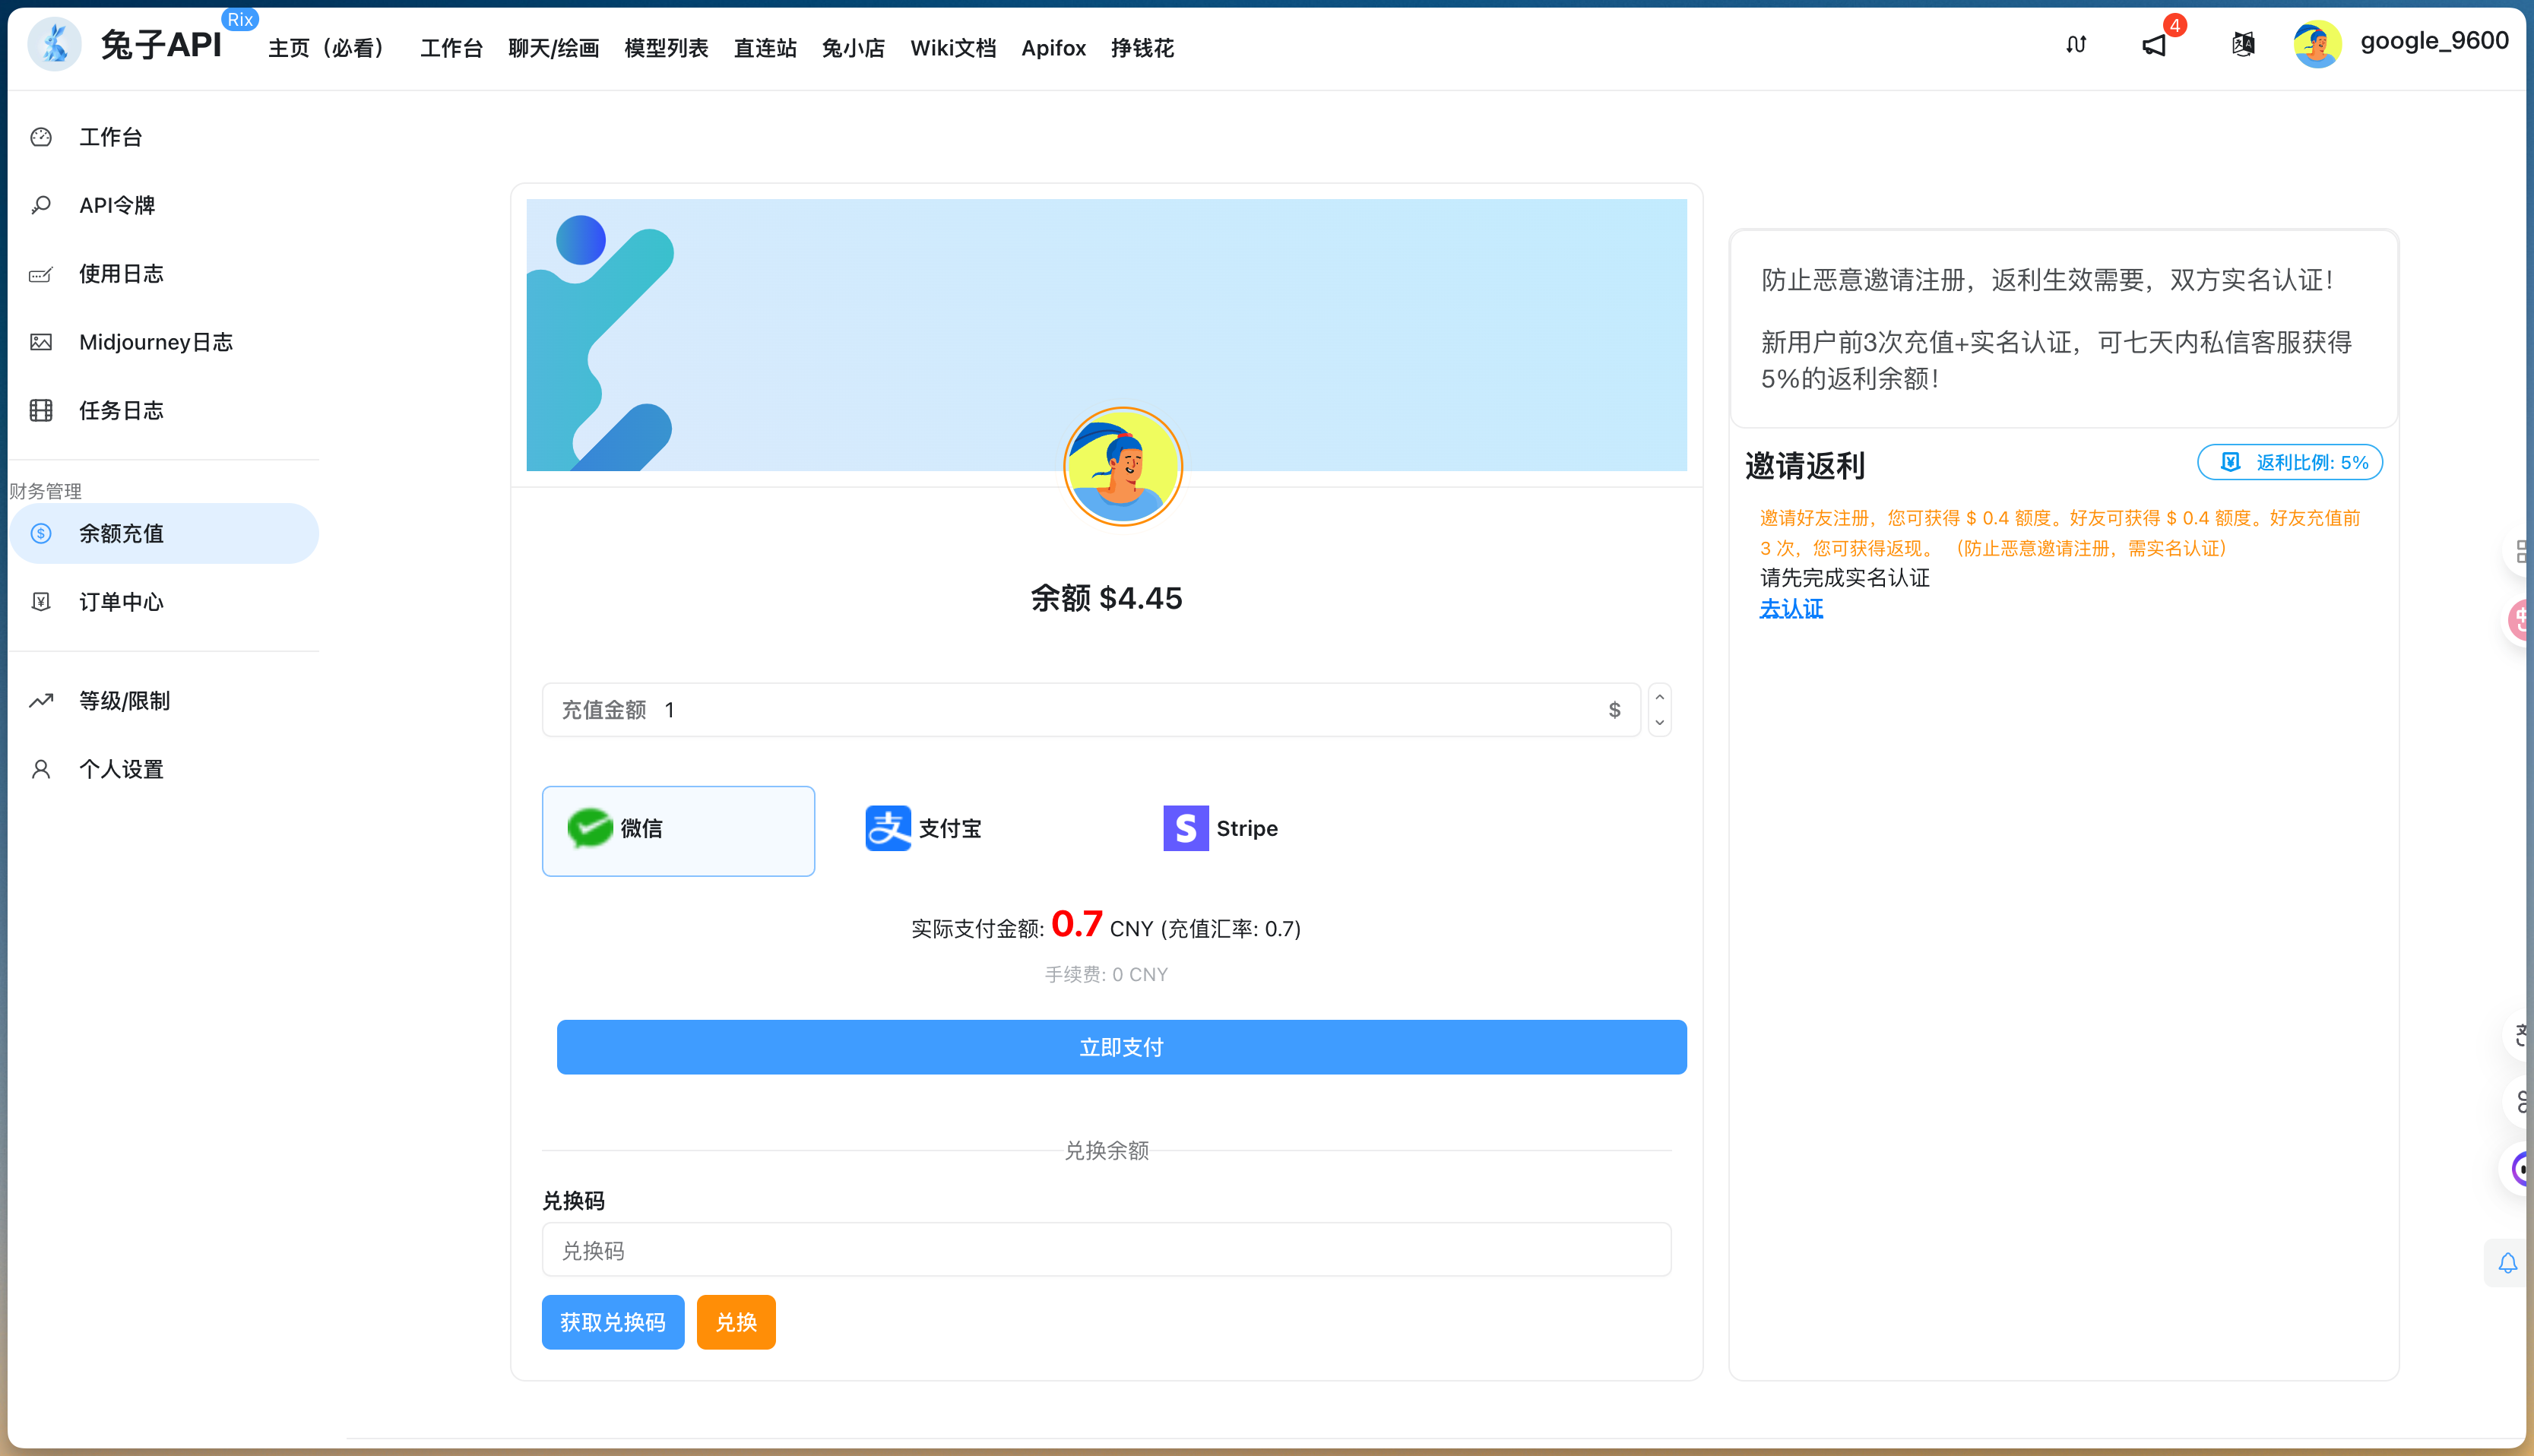 兔子API
Rix
主页（必看）
工作台
聊天/绘画
模型列表
直连站
兔小店
Wiki文档
Apifox
挣钱花
4
google_9600
工作台
API令牌
使用日志
Midjourney日志
任务日志
财务管理
余额充值
订单中心
等级/限制
个人设置
余额 $4.45
充值金额 1 $
微信
支付宝
Stripe
实际支付金额: 0.7 CNY (充值汇率: 0.7)
手续费: 0 CNY
立即支付
兑换余额
兑换码
兑换码
获取兑换码
兑换
防止恶意邀请注册，返利生效需要，双方实名认证！
新用户前3次充值+实名认证，可七天内私信客服获得
5%的返利余额！
邀请返利
返利比例: 5%
邀请好友注册，您可获得 $ 0.4 额度。好友可获得 $ 0.4 额度。好友充值前
3 次，您可获得返现。 （防止恶意邀请注册，需实名认证）
请先完成实名认证
去认证